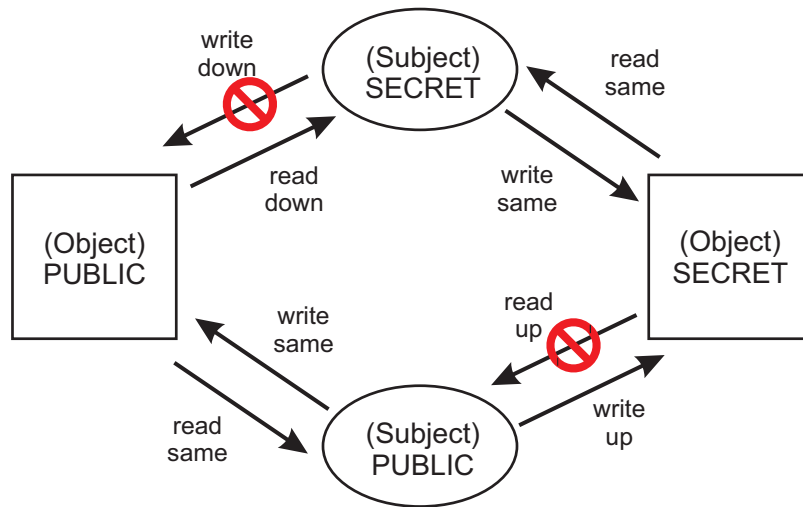 write
down
(Subject)
SECRET
read
same
read
down
write
same
(Object)
PUBLIC
(Object)
SECRET
write
same
read
up
read
same
(Subject)
PUBLIC
write
up